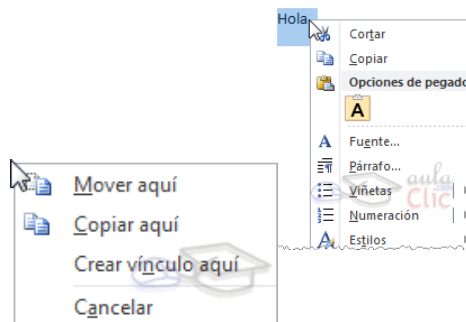 Hola
Cortar
Copiar
Opciones de pegado
A
A Fuente...
Párrafo...
Viñetas
Numeración
A Estilos
aula
Clic
Mover aquí
Copiar aquí
Crear vínculo aquí
Cancelar